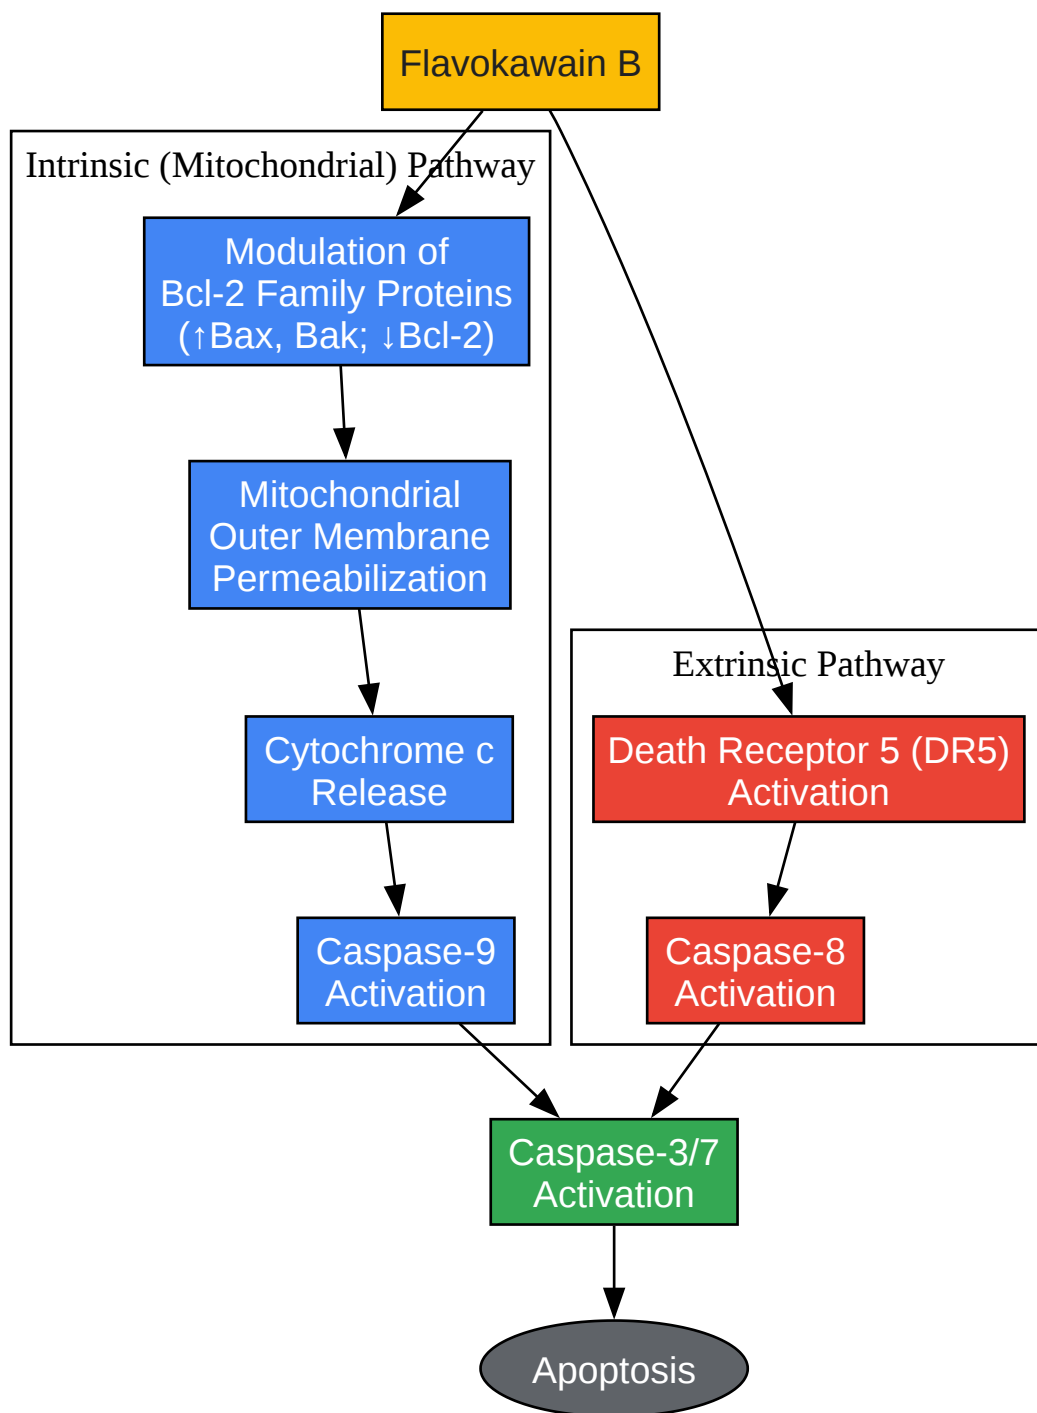 Flavokawain B
Intrinsic (Mitochondrial) Pathway
Modulation of
Bcl-2 Family Proteins
(↑Bax, Bak; ↓Bcl-2)
Mitochondrial
Outer Membrane
Permeabilization
Cytochrome c
Release
Caspase-9
Activation
Extrinsic Pathway
Death Receptor 5 (DR5)
Activation
Caspase-8
Activation
Caspase-3/7
Activation
Apoptosis